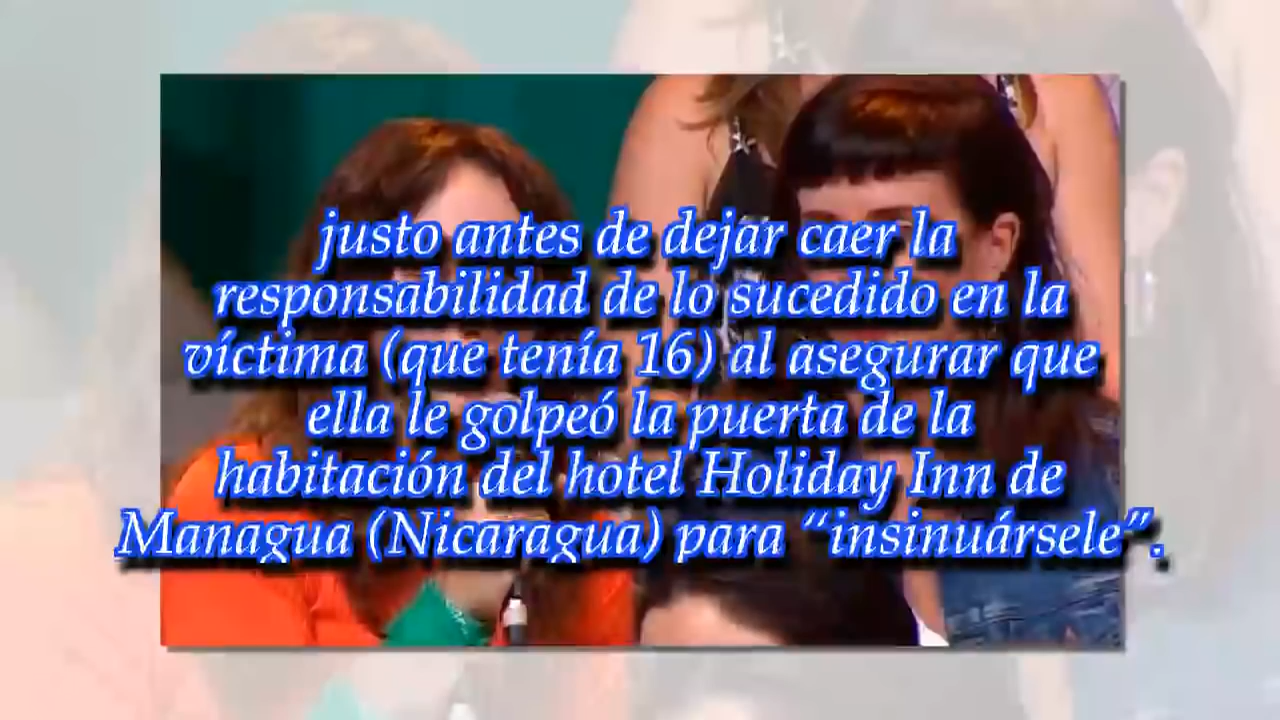 justo antes de dejar caer la
responsabilidad de lo sucedido en la
víctima (que tenía 16) al asegurar que
ella le golpeó la puerta de la
habitación del hotel Holiday Inn de
Managua (Nicaragua) para “insinuársele”.